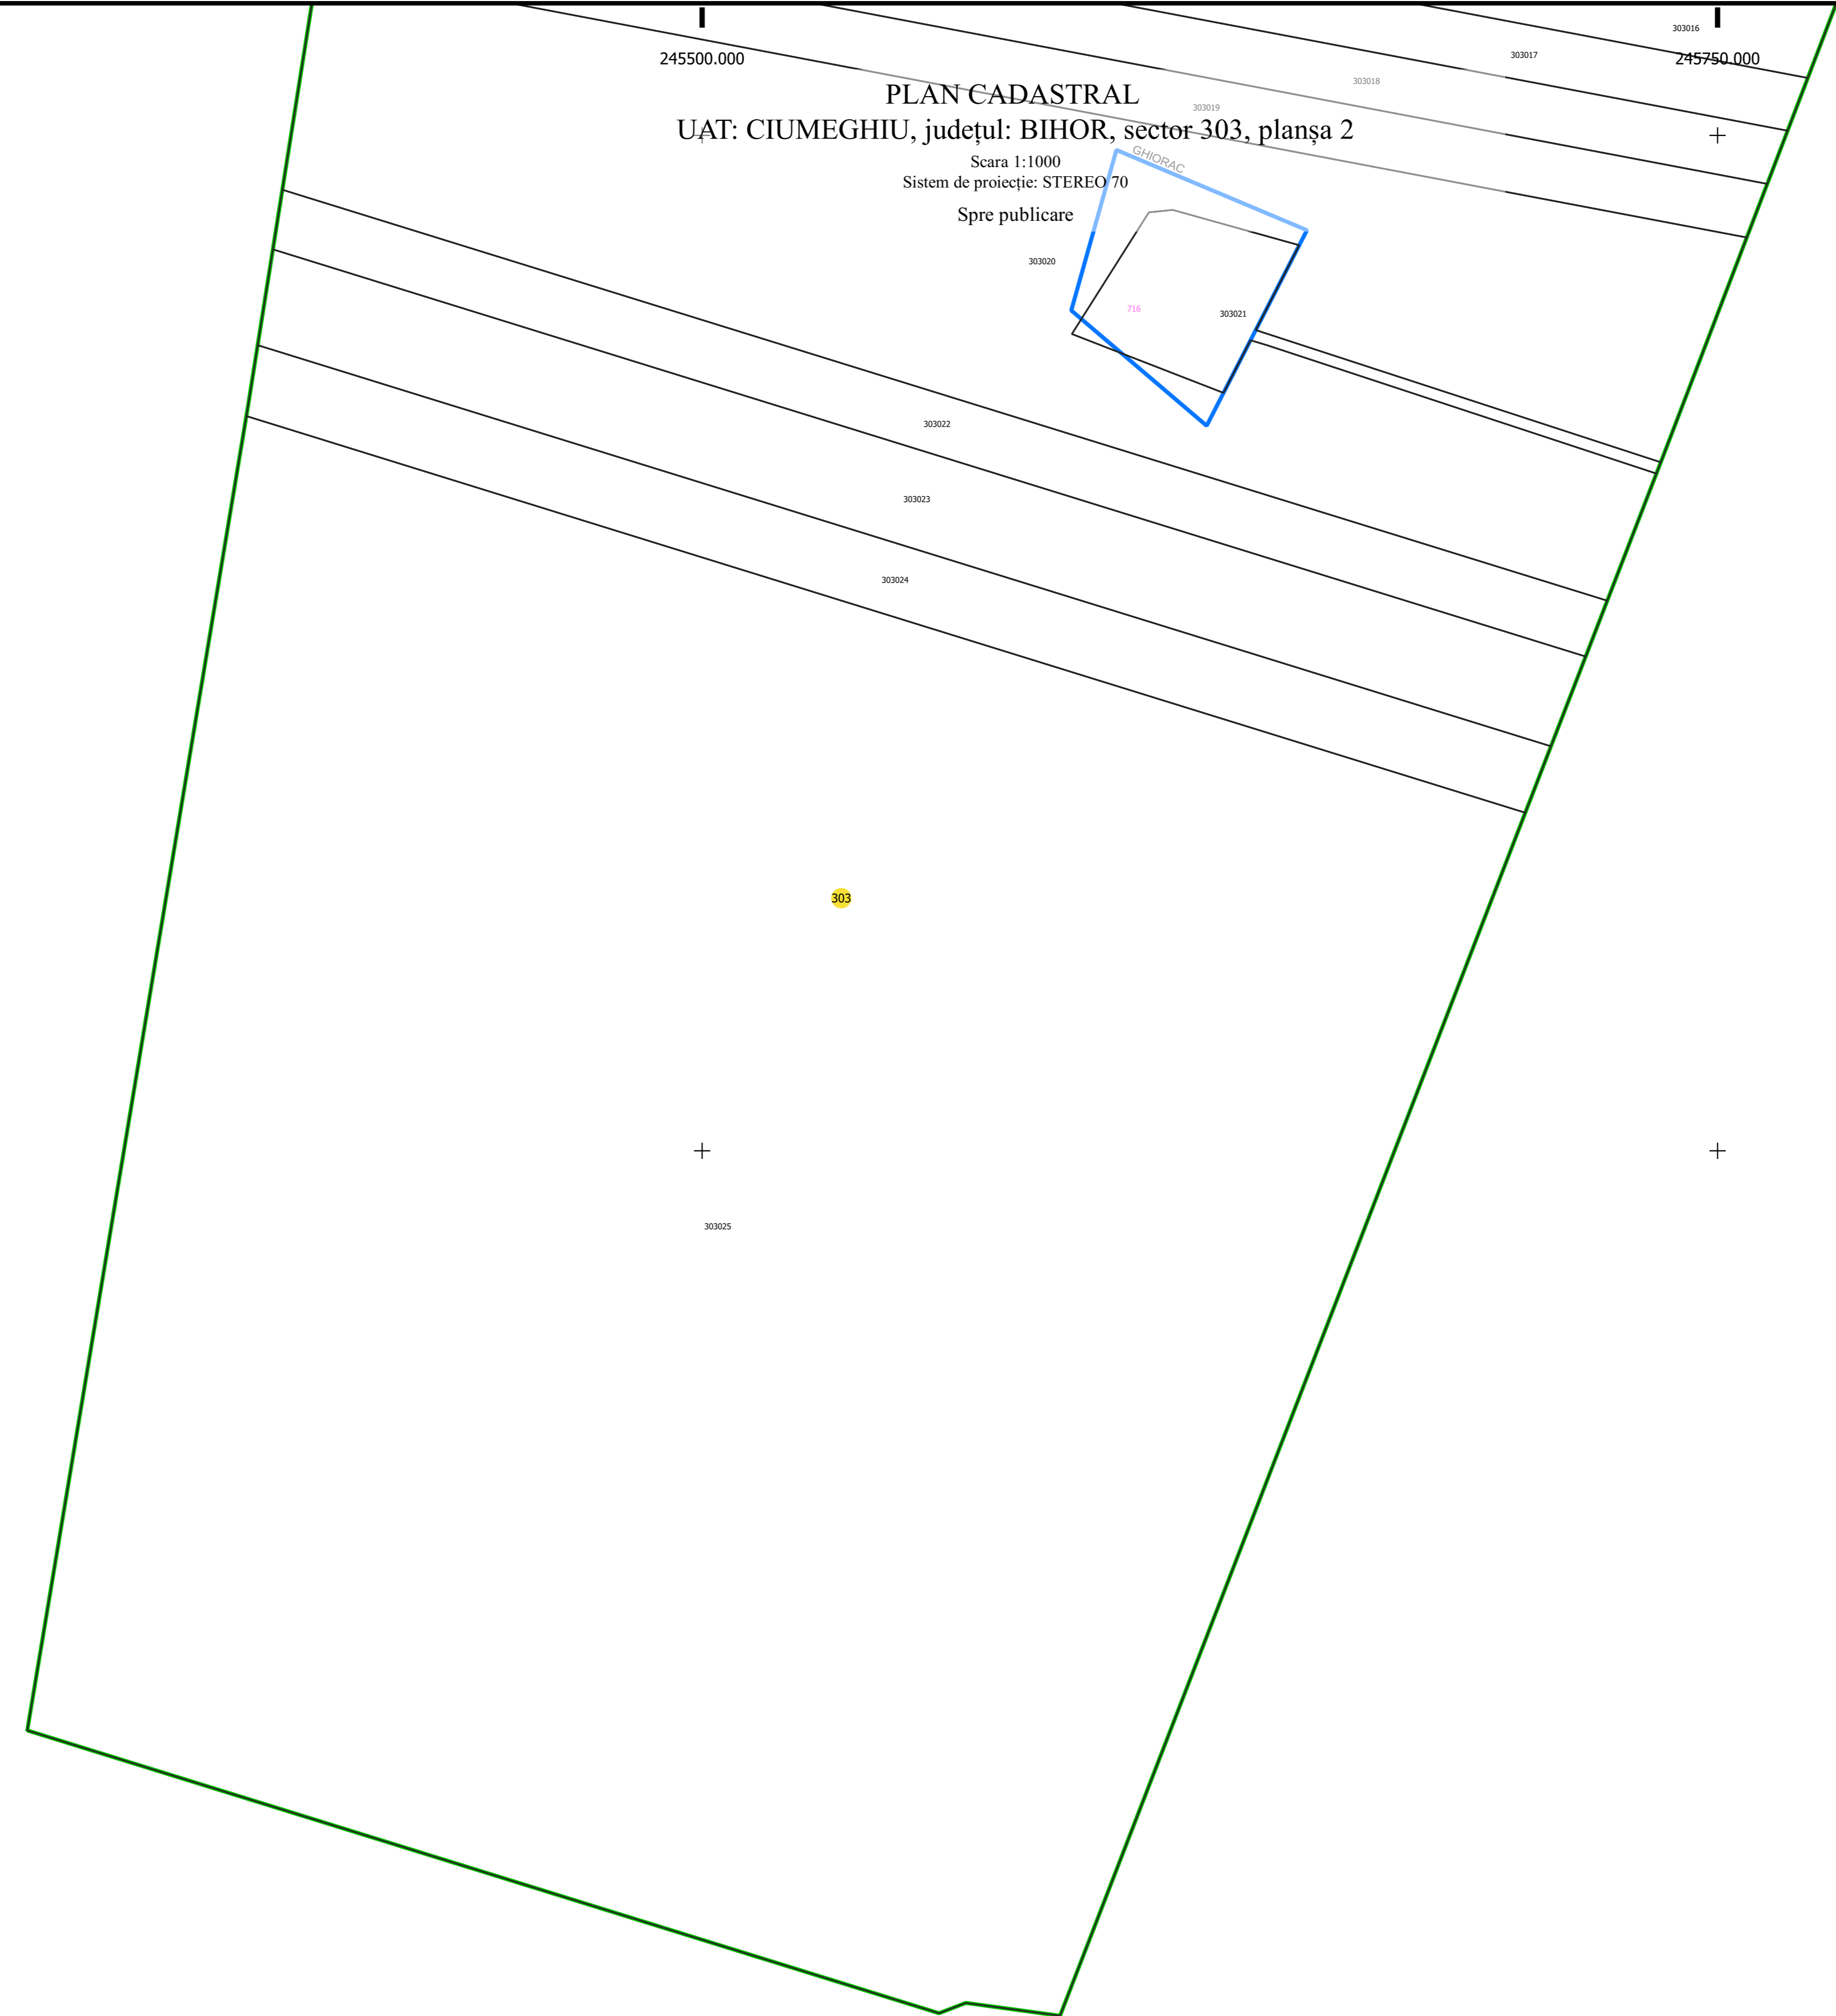 303016
303017
245500.000
245750.000
303018
PLAN CADASTRAL
303019
UAT: CIUMEGHIU, județul: BIHOR, sector 303, planșa 2
GHIORAC
Scara 1:1000
Sistem de proiecție: STEREO 70
Spre publicare
303020
716
303021
303022
303023
303024
303
303025